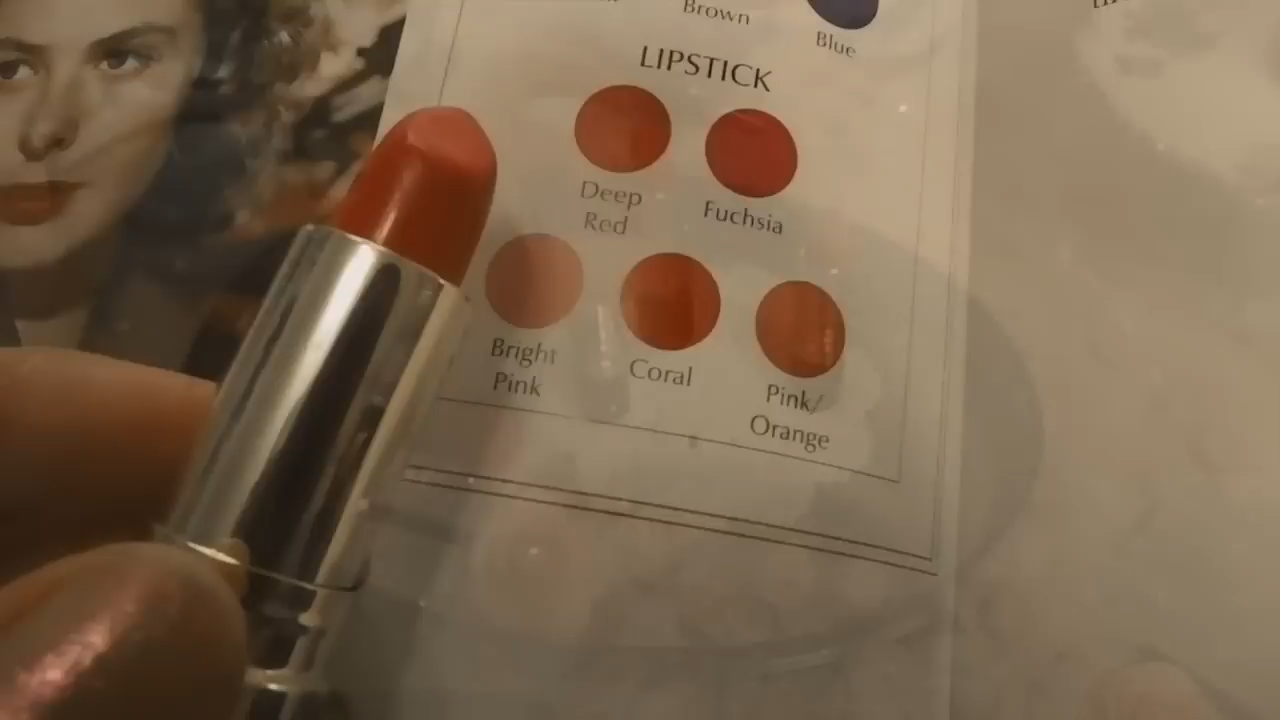 Brown
Blue
LIPSTICK
Deep
Red
Fuchsia
Bright
Pink
Coral
Pink/
Orange